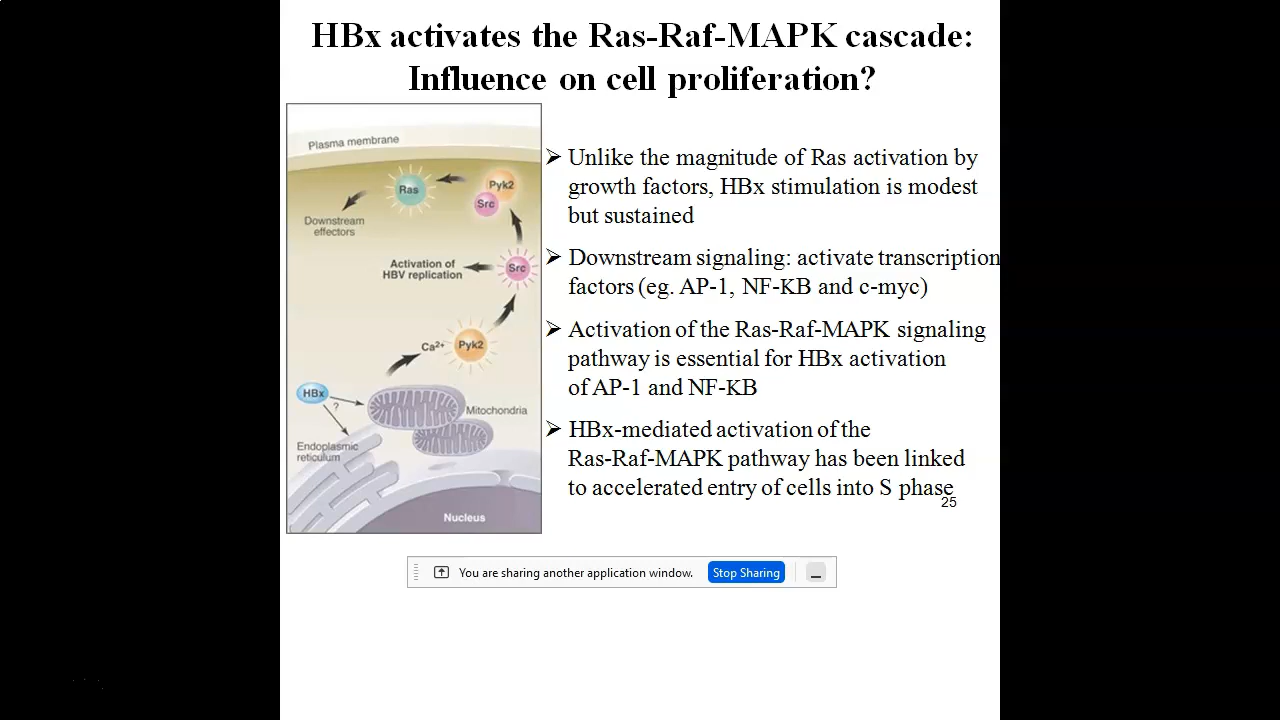 HBx activates the Ras-Raf-MAPK cascade:
Influence on cell proliferation?
Plasma membrane
Ras
Pyk2
Src
Downstream
effectors
Activation of
HBV replication
Src
Ca2+
Pyk2
HBx
?
Mitochondria
Endoplasmic
reticulum
Nucleus
➢ Unlike the magnitude of Ras activation by
growth factors, HBx stimulation is modest
but sustained
➢ Downstream signaling: activate transcription
factors (eg. AP-1, NF-KB and c-myc)
➢ Activation of the Ras-Raf-MAPK signaling
pathway is essential for HBx activation
of AP-1 and NF-KB
➢ HBx-mediated activation of the
Ras-Raf-MAPK pathway has been linked
to accelerated entry of cells into S phase
25
You are sharing another application window. Stop Sharing